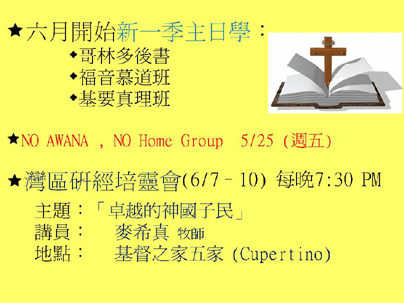 ★六月開始新一季主日學：
◆哥林多後書
◆福音慕道班
◆基要真理班
★NO AWANA , NO Home Group 5/25 (週五)
★灣區研經培靈會(6/7–10) 每晚7:30 PM
主題：「卓越的神國子民」
講員： 麥希真 牧師
地點： 基督之家五家 (Cupertino)